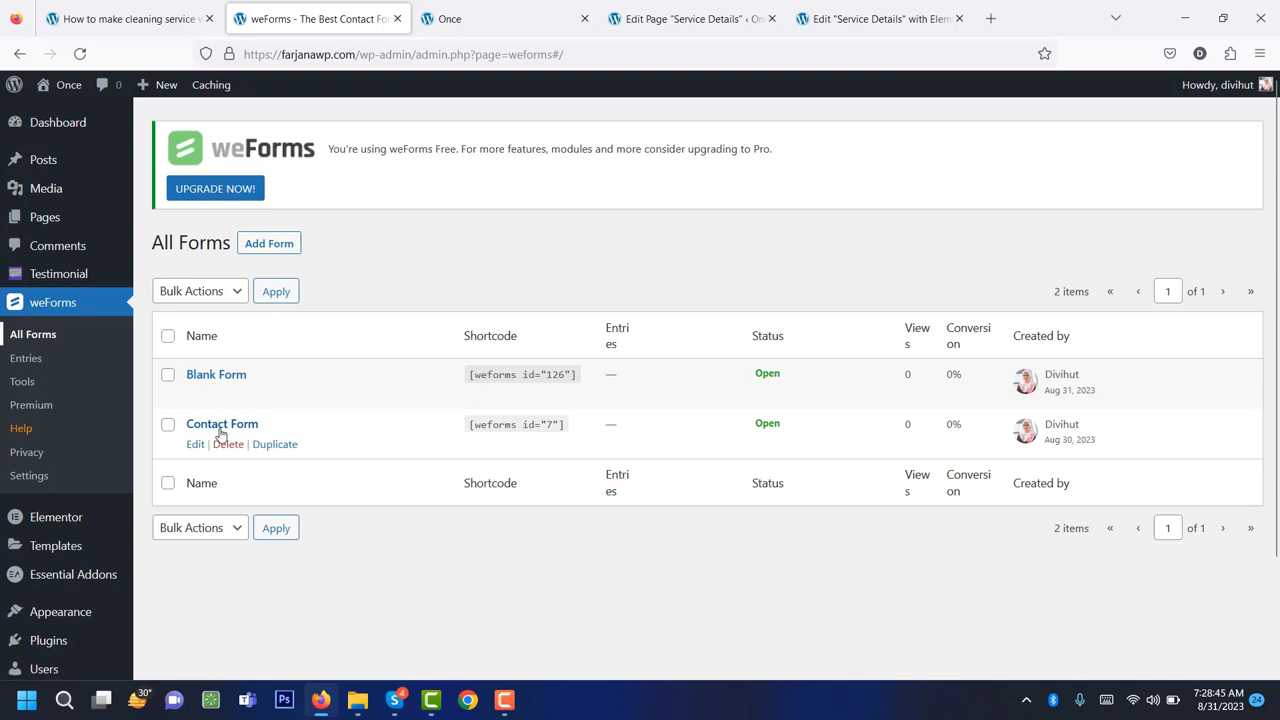 How to make cleaning service w
weForms - The Best Contact Fo
Once
Edit Page "Service Details" ‹ On
Edit "Service Details" with Elem
https://farjanawp.com/wp-admin/admin.php?page=weforms#/
Once
0
New
Caching
Howdy, divihut
Dashboard
Posts
Media
Pages
Comments
Testimonial
weForms
All Forms
Entries
Tools
Premium
Help
Privacy
Settings
Elementor
Templates
Essential Addons
Appearance
Plugins
Users
weForms
You're using weForms Free. For more features, modules and more consider upgrading to Pro.
UPGRADE NOW!
All Forms
Add Form
Bulk Actions
Apply
2 items « ‹ 1 of 1 › »
Name Shortcode Entri
es Status View
s Conversi
on Created by
Blank Form [weforms id="126"] — Open 0 0% Divihut
Aug 31, 2023
Contact Form [weforms id="7"] — Open 0 0% Divihut
Edit | Delete | Duplicate Aug 30, 2023
Name Shortcode Entri
es Status View
s Conversi
on Created by
Bulk Actions
Apply
2 items « ‹ 1 of 1 › »
30°
Ps
4
7:28:45 AM
8/31/2023
24